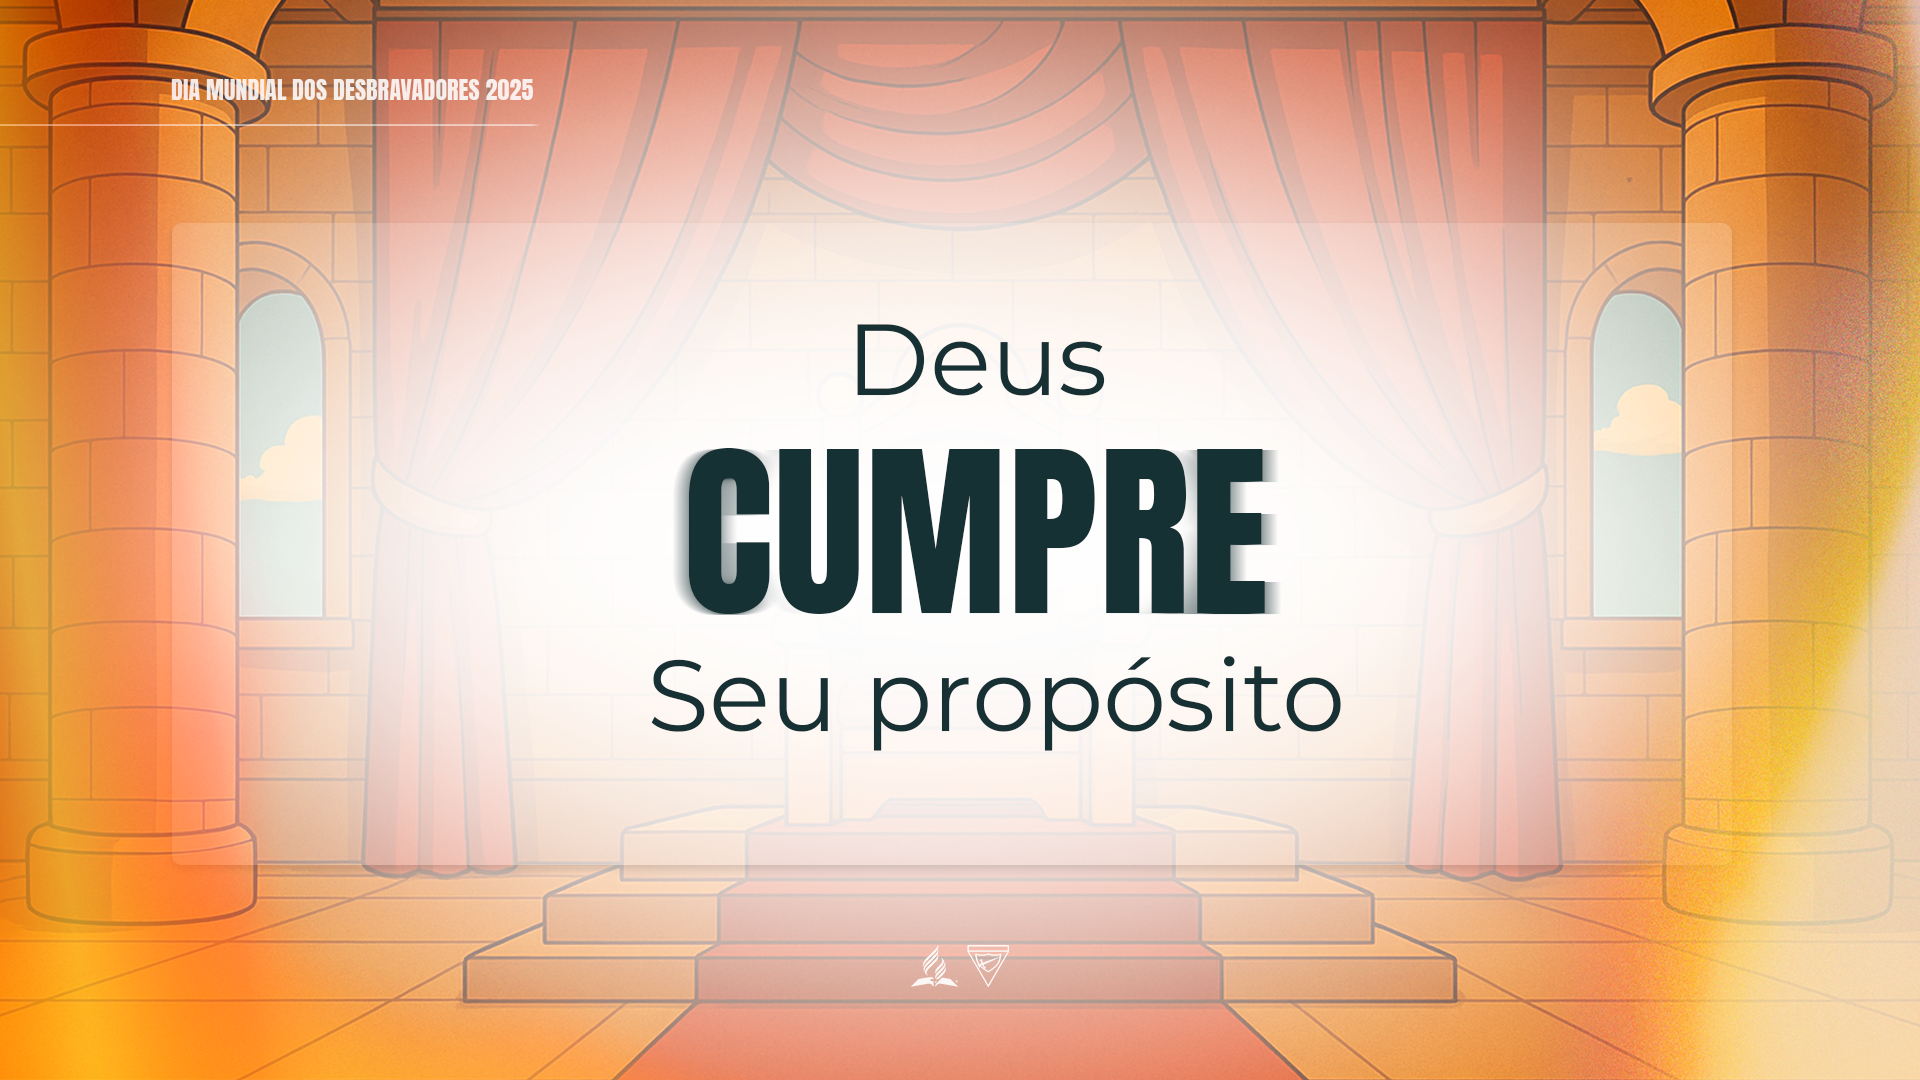 DIA MUNDIAL DOS DESBRAVADORES 2025
Deus
CUMPRE
Seu propósito